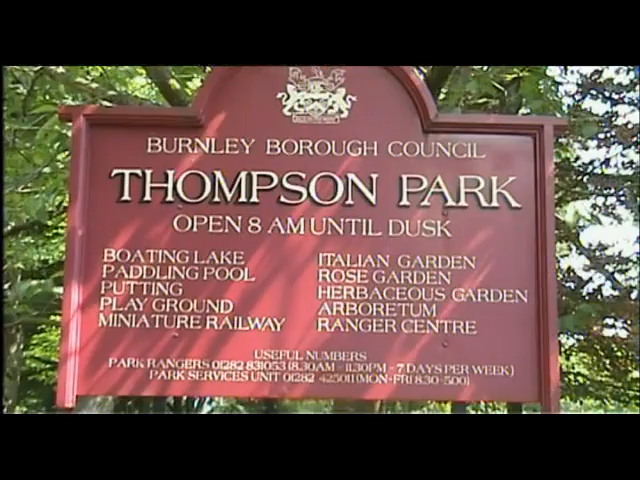 BURNLEY BOROUGH COUNCIL
THOMPSON PARK
OPEN 8 AM UNTIL DUSK
BOATING LAKE
PADDLING POOL
PUTTING
PLAY GROUND
MINIATURE RAILWAY
ITALIAN GARDEN
ROSE GARDEN
HERBACEOUS GARDEN
ARBORETUM
RANGER CENTRE
USEFUL NUMBERS
PARK RANGERS 01282 831053 (8.30AM - 11.30PM - 7 DAYS PER WEEK)
PARK SERVICES UNIT 01282 425011 (MON-FRI 8.30-5.00)